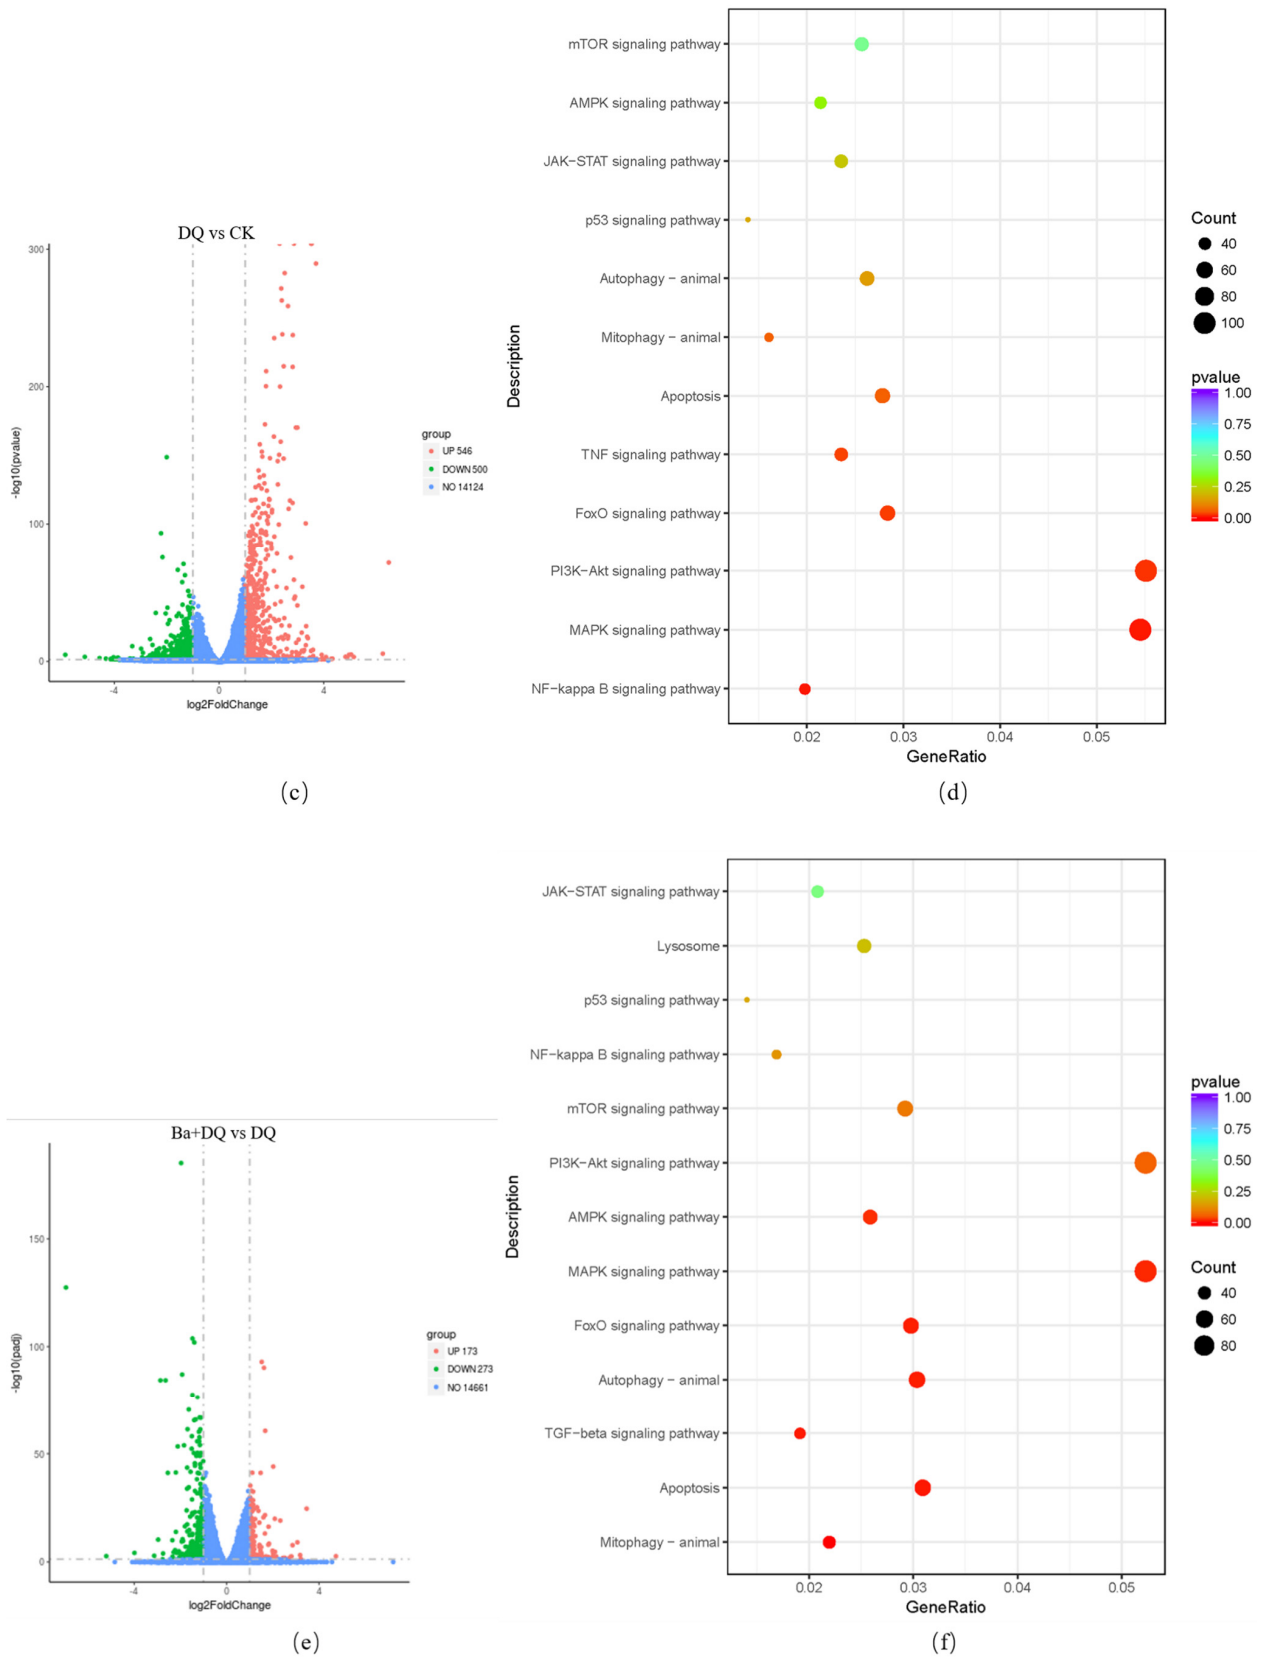 DQ vs CK
300
200
100
0
-4
0
4
-log10(pvalue)
log2FoldChange
group
UP 546
DOWN 500
NO 14124
(c)
mTOR signaling pathway
AMPK signaling pathway
JAK−STAT signaling pathway
p53 signaling pathway
Autophagy − animal
Mitophagy − animal
Apoptosis
TNF signaling pathway
FoxO signaling pathway
PI3K-Akt signaling pathway
MAPK signaling pathway
NF−kappa B signaling pathway
Description
0.02
0.03
0.04
0.05
GeneRatio
Count
40
60
80
100
pvalue
1.00
0.75
0.50
0.25
0.00
(d)
Ba+DQ vs DQ
150
100
50
0
-4
0
4
-log10(padj)
log2FoldChange
group
UP 173
DOWN 273
NO 14661
(e)
JAK−STAT signaling pathway
Lysosome
p53 signaling pathway
NF−kappa B signaling pathway
mTOR signaling pathway
PI3K-Akt signaling pathway
AMPK signaling pathway
MAPK signaling pathway
FoxO signaling pathway
Autophagy − animal
TGF−beta signaling pathway
Apoptosis
Mitophagy − animal
Description
0.02
0.03
0.04
0.05
GeneRatio
pvalue
1.00
0.75
0.50
0.25
0.00
Count
40
60
80
(f)